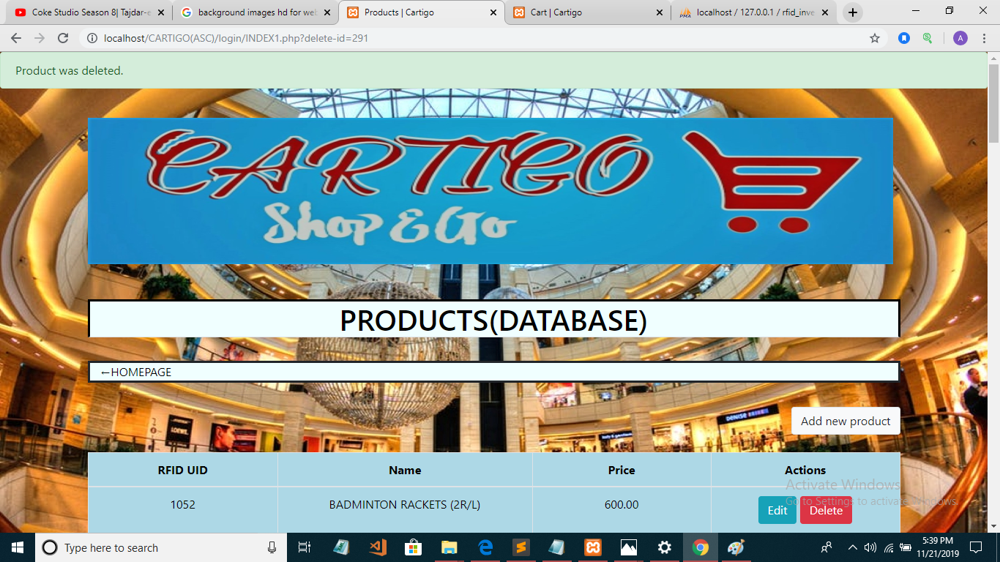 Coke Studio Season 8| Tajdar-e
background images hd for web
Products | Cartigo
Cart | Cartigo
localhost / 127.0.0.1 / rfid_inve
localhost/CARTIGO(ASC)/login/INDEX1.php?delete-id=291
A
Product was deleted.
CARTIGO
Shop & Go
PRODUCTS(DATABASE)
←HOMEPAGE
LOEWE
DENISE
Add new product
RFID UID Name Price Actions
Activate Windows
Go to Settings to activate Windows.
1052 BADMINTON RACKETS (2R/L) 600.00 Edit Delete
Type here to search
5:39 PM
11/21/2019